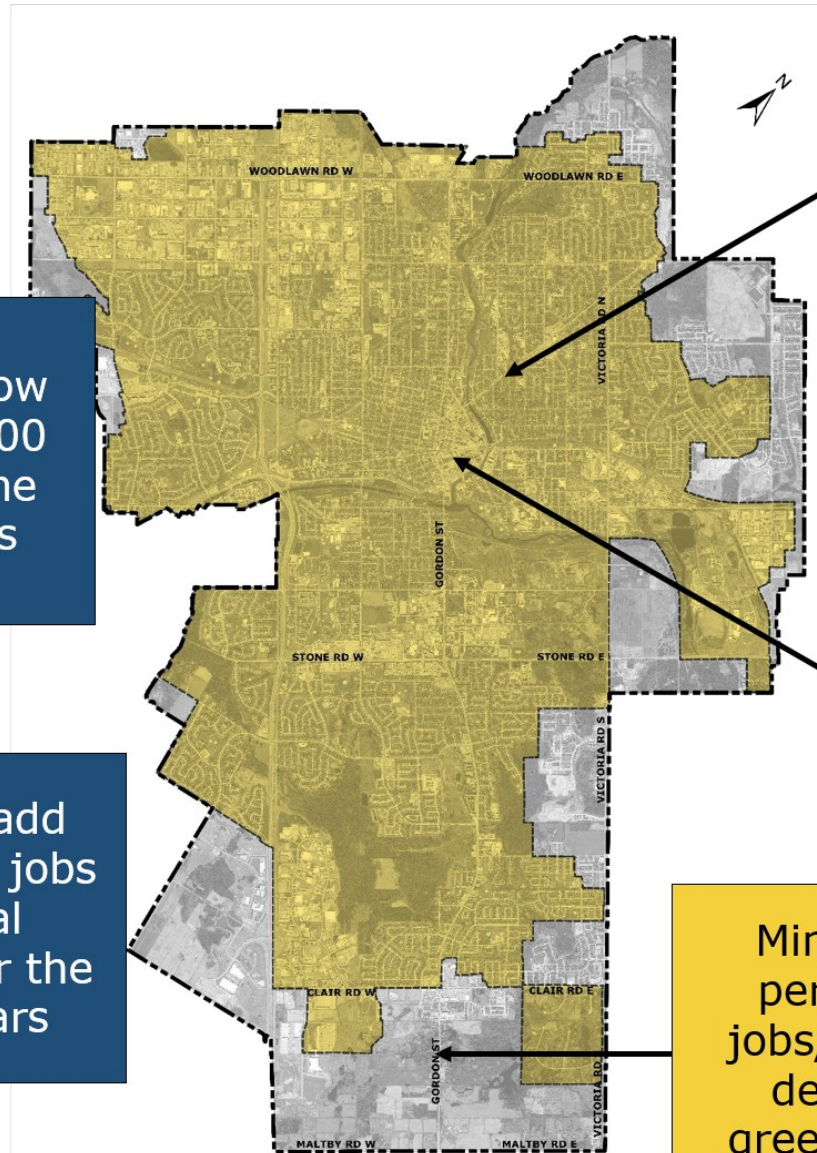 N
WOODLAWN RD W
WOODLAWN RD E
VICTORIA RD N
ow
00
ne
s
GORDON ST
STONE RD W
STONE RD E
VICTORIA RD S
add
jobs
al
r the
ars
Min
per
jobs/
de
gree
CLAIR RD W
CLAIR RD E
GORDON ST
VICTORIA RD
MALTBY RD W
MALTBY RD E